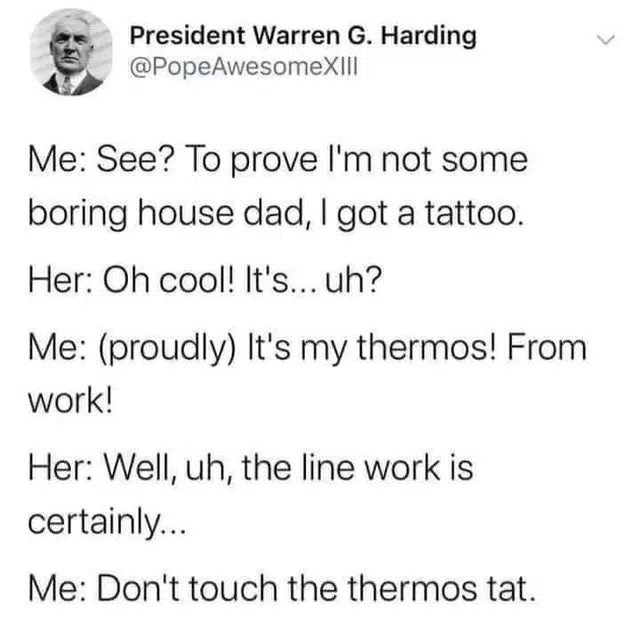 President Warren G. Harding
@PopeAwesomeXIII
Me: See? To prove I'm not some
boring house dad, I got a tattoo.
Her: Oh cool! It's... uh?
Me: (proudly) It's my thermos! From
work!
Her: Well, uh, the line work is
certainly...
Me: Don't touch the thermos tat.